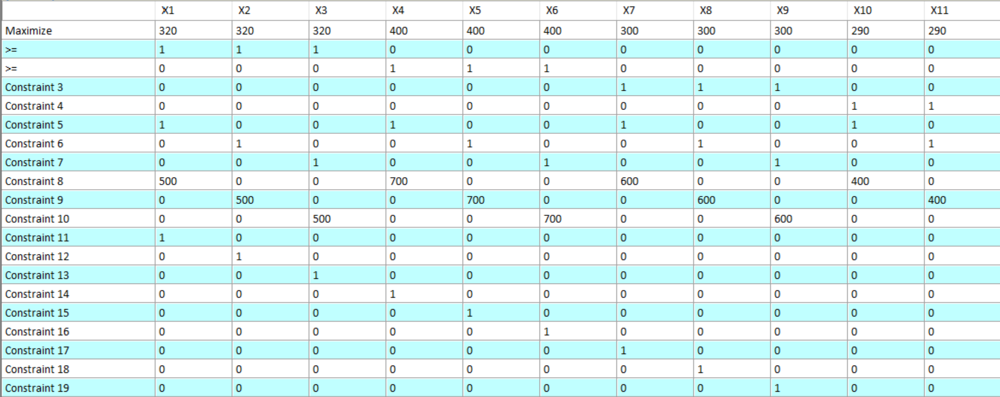 X1 X2 X3 X4 X5 X6 X7 X8 X9 X10 X11
Maximize 320 320 320 400 400 400 300 300 300 290 290
>= 1 1 1 0 0 0 0 0 0 0 0
>= 0 0 0 1 1 1 0 0 0 0 0
Constraint 3 0 0 0 0 0 0 1 1 1 0 0
Constraint 4 0 0 0 0 0 0 0 0 0 1 1
Constraint 5 1 0 0 1 0 0 1 0 0 1 0
Constraint 6 0 1 0 0 1 0 0 1 0 0 1
Constraint 7 0 0 1 0 0 1 0 0 1 0 0
Constraint 8 500 0 0 700 0 0 600 0 0 400 0
Constraint 9 0 500 0 0 700 0 0 600 0 0 400
Constraint 10 0 0 500 0 0 700 0 0 600 0 0
Constraint 11 1 0 0 0 0 0 0 0 0 0 0
Constraint 12 0 1 0 0 0 0 0 0 0 0 0
Constraint 13 0 0 1 0 0 0 0 0 0 0 0
Constraint 14 0 0 0 1 0 0 0 0 0 0 0
Constraint 15 0 0 0 0 1 0 0 0 0 0 0
Constraint 16 0 0 0 0 0 1 0 0 0 0 0
Constraint 17 0 0 0 0 0 0 1 0 0 0 0
Constraint 18 0 0 0 0 0 0 0 1 0 0 0
Constraint 19 0 0 0 0 0 0 0 0 1 0 0